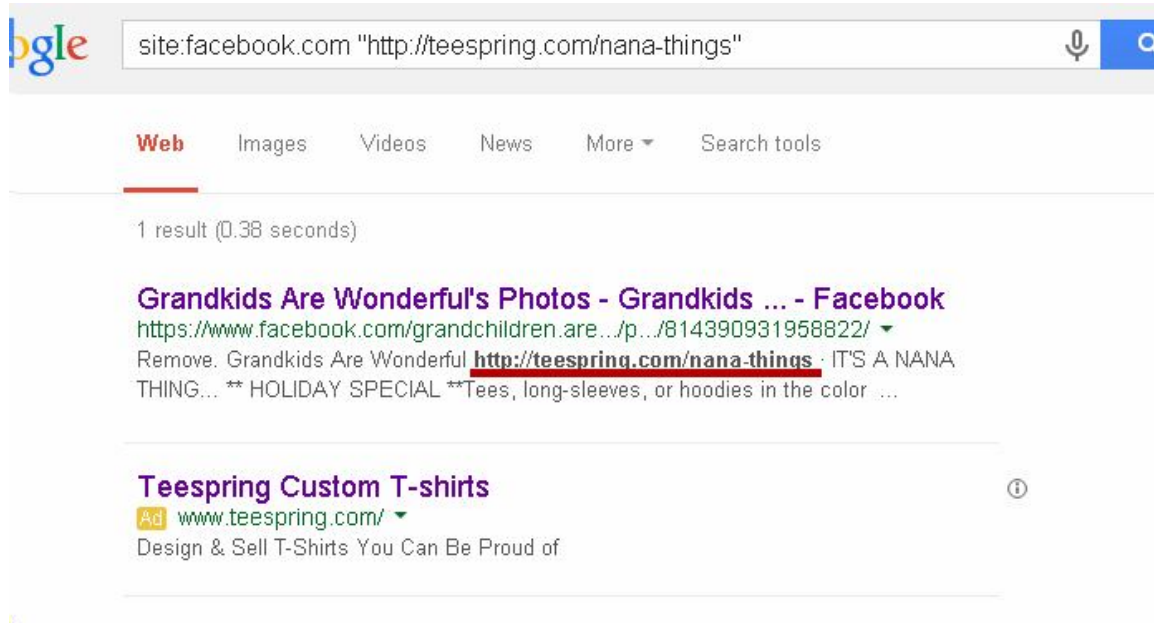 ogle
site:facebook.com "http://teespring.com/nana-things"
Web Images Videos News More Search tools
1 result (0.38 seconds)
Grandkids Are Wonderful's Photos - Grandkids ... - Facebook
https://www.facebook.com/grandchildren.are.../p.../814390931958822/
Remove. Grandkids Are Wonderful http://teespring.com/nana-things · IT'S A NANA
THING... ** HOLIDAY SPECIAL **Tees, long-sleeves, or hoodies in the color ...
Teespring Custom T-shirts
Ad www.teespring.com/
Design & Sell T-Shirts You Can Be Proud of